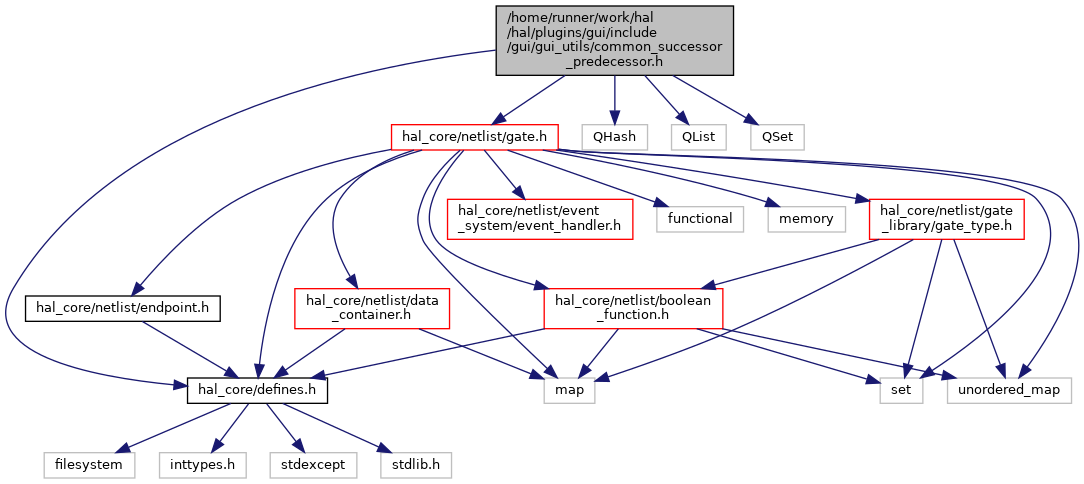 /home/runner/work/hal
/hal/plugins/gui/include
/gui/gui_utils/common_successor
_predecessor.h
hal_core/netlist/gate.h
QHash
QList
QSet
hal_core/netlist/event
_system/event_handler.h
functional
memory
hal_core/netlist/gate
_library/gate_type.h
hal_core/netlist/endpoint.h
hal_core/netlist/data
_container.h
hal_core/netlist/boolean
_function.h
hal_core/defines.h
map
set
unordered_map
filesystem
inttypes.h
stdexcept
stdlib.h